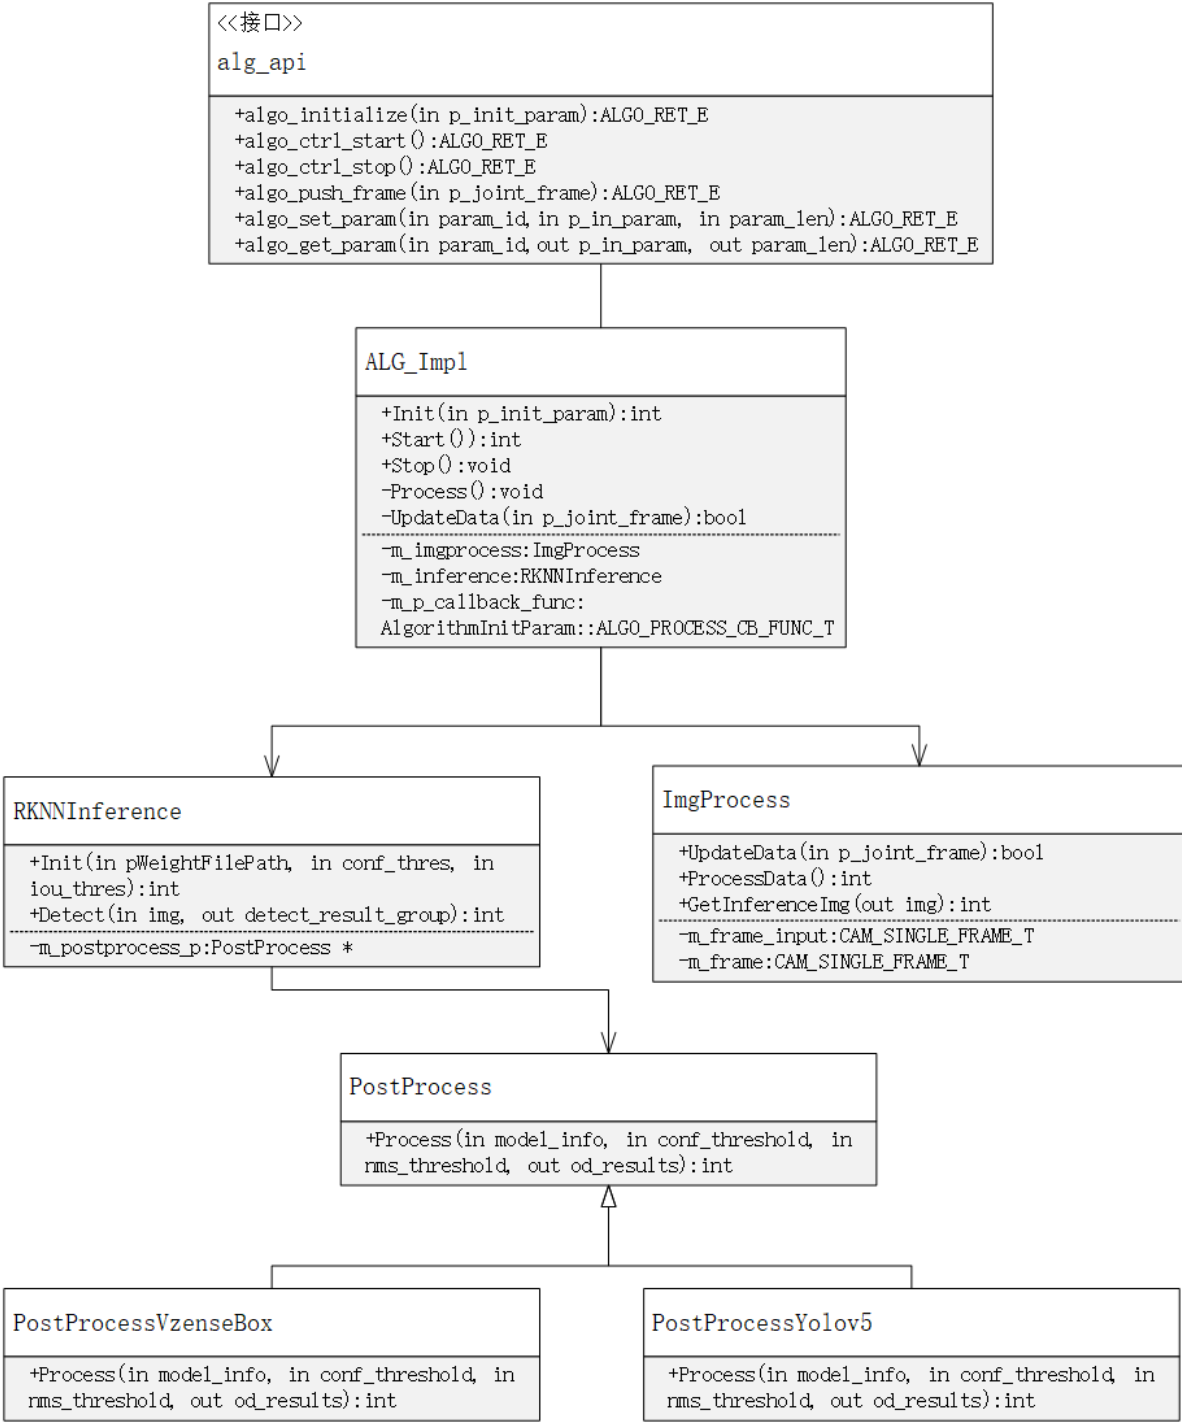 <<接口>>
alg_api
+algo_initialize(in p_init_param):ALGO_RET_E
+algo_ctrl_start():ALGO_RET_E
+algo_ctrl_stop():ALGO_RET_E
+algo_push_frame(in p_joint_frame):ALGO_RET_E
+algo_set_param(in param_id,in p_in_param, in param_len):ALGO_RET_E
+algo_get_param(in param_id,out p_in_param, out param_len):ALGO_RET_E
ALG_Impl
+Init(in p_init_param):int
+Start()):int
+Stop():void
-Process():void
-UpdateData(in p_joint_frame):bool
-m_imgprocess:ImgProcess
-m_inference:RKNNInference
-m_p_callback_func:
AlgorithmInitParam::ALGO_PROCESS_CB_FUNC_T
RKNNInference
+Init(in pWeightFilePath, in conf_thres, in
iou_thres):int
+Detect(in img, out detect_result_group):int
-m_postprocess_p:PostProcess *
ImgProcess
+UpdateData(in p_joint_frame):bool
+ProcessData():int
+GetInferenceImg(out img):int
-m_frame_input:CAM_SINGLE_FRAME_T
-m_frame:CAM_SINGLE_FRAME_T
PostProcess
+Process(in model_info, in conf_threshold, in
nms_threshold, out od_results):int
PostProcessVzenseBox
+Process(in model_info, in conf_threshold, in
nms_threshold, out od_results):int
PostProcessYolov5
+Process(in model_info, in conf_threshold, in
nms_threshold, out od_results):int